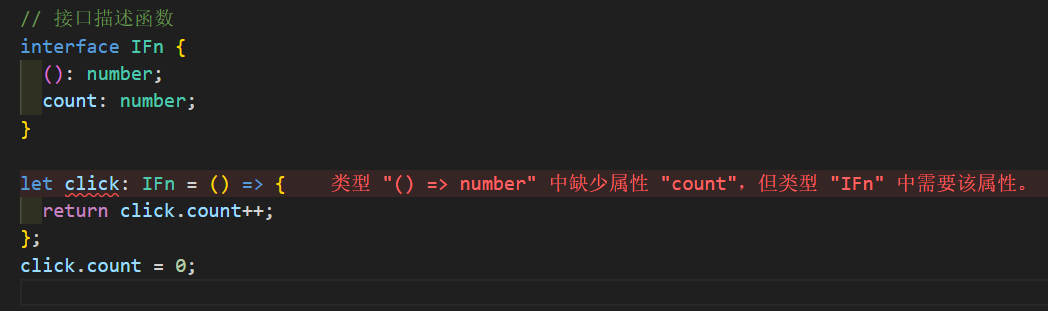 // 接口描述函数
interface IFn {
  (): number;
  count: number;
}
let click: IFn = () => {    类型 "() => number" 中缺少属性 "count"，但类型 "IFn" 中需要该属性。
  return click.count++;
};
click.count = 0;